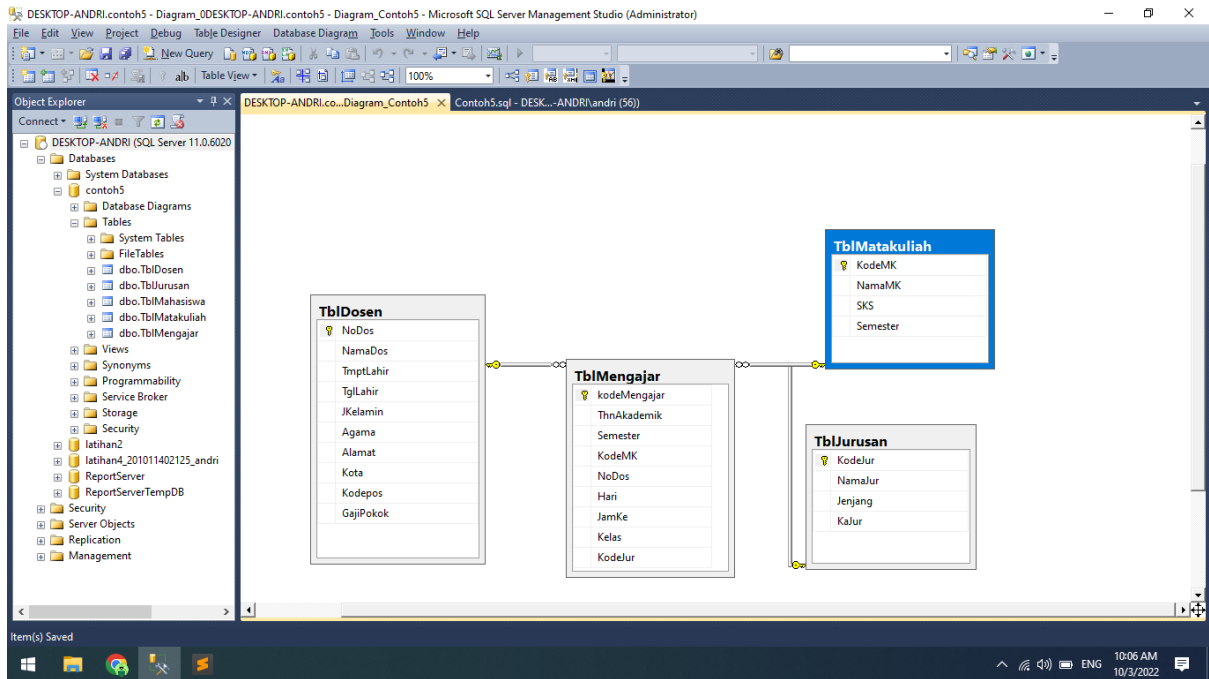 DESKTOP-ANDRI.contoh5 - Diagram_0DESKTOP-ANDRI.contoh5 - Diagram_Contoh5 - Microsoft SQL Server Management Studio (Administrator)
File Edit View Project Debug Table Designer Database Diagram Tools Window Help
New Query
ab Table View 100%
Object Explorer
DESKTOP-ANDRI.co...Diagram_Contoh5 Contoh5.sql - DESK...-ANDRI\andri (56))
Connect
DESKTOP-ANDRI (SQL Server 11.0.6020
Databases
System Databases
contoh5
Database Diagrams
Tables
System Tables
FileTables
dbo.TblDosen
dbo.TblJurusan
dbo.TblMahasiswa
dbo.TblMatakuliah
dbo.TblMengajar
Views
Synonyms
Programmability
Service Broker
Storage
Security
latihan2
latihan4_201011402125_andri
ReportServer
ReportServerTempDB
Security
Server Objects
Replication
Management
TblDosen
NoDos
NamaDos
TmptLahir
TglLahir
JKelamin
Agama
Alamat
Kota
Kodepos
GajiPokok
TblMengajar
kodeMengajar
ThnAkademik
Semester
KodeMK
NoDos
Hari
JamKe
Kelas
KodeJur
TblMatakuliah
KodeMK
NamaMK
SKS
Semester
TblJurusan
KodeJur
NamaJur
Jenjang
KaJur
Item(s) Saved
ENG
10:06 AM
10/3/2022